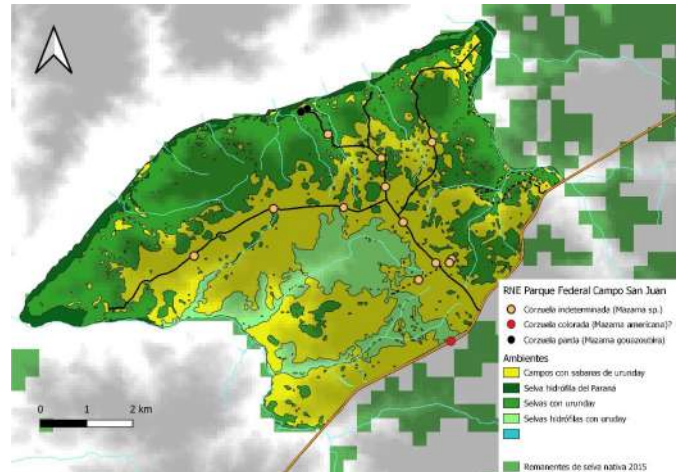 RNE Parque Federal Campo San Juan
Corzuela indeterminada (Mazama sp.)
Corzuela colorada (Mazama americana)?
Corzuela parda (Mazama gouazoubira)
Ambientes
Campos con sabanas de urunday
Selva hidrófila del Paraná
Selvas con urunday
Selvas hidrófilas con uruday
Remanentes de selva nativa 2015
0 1 2 km